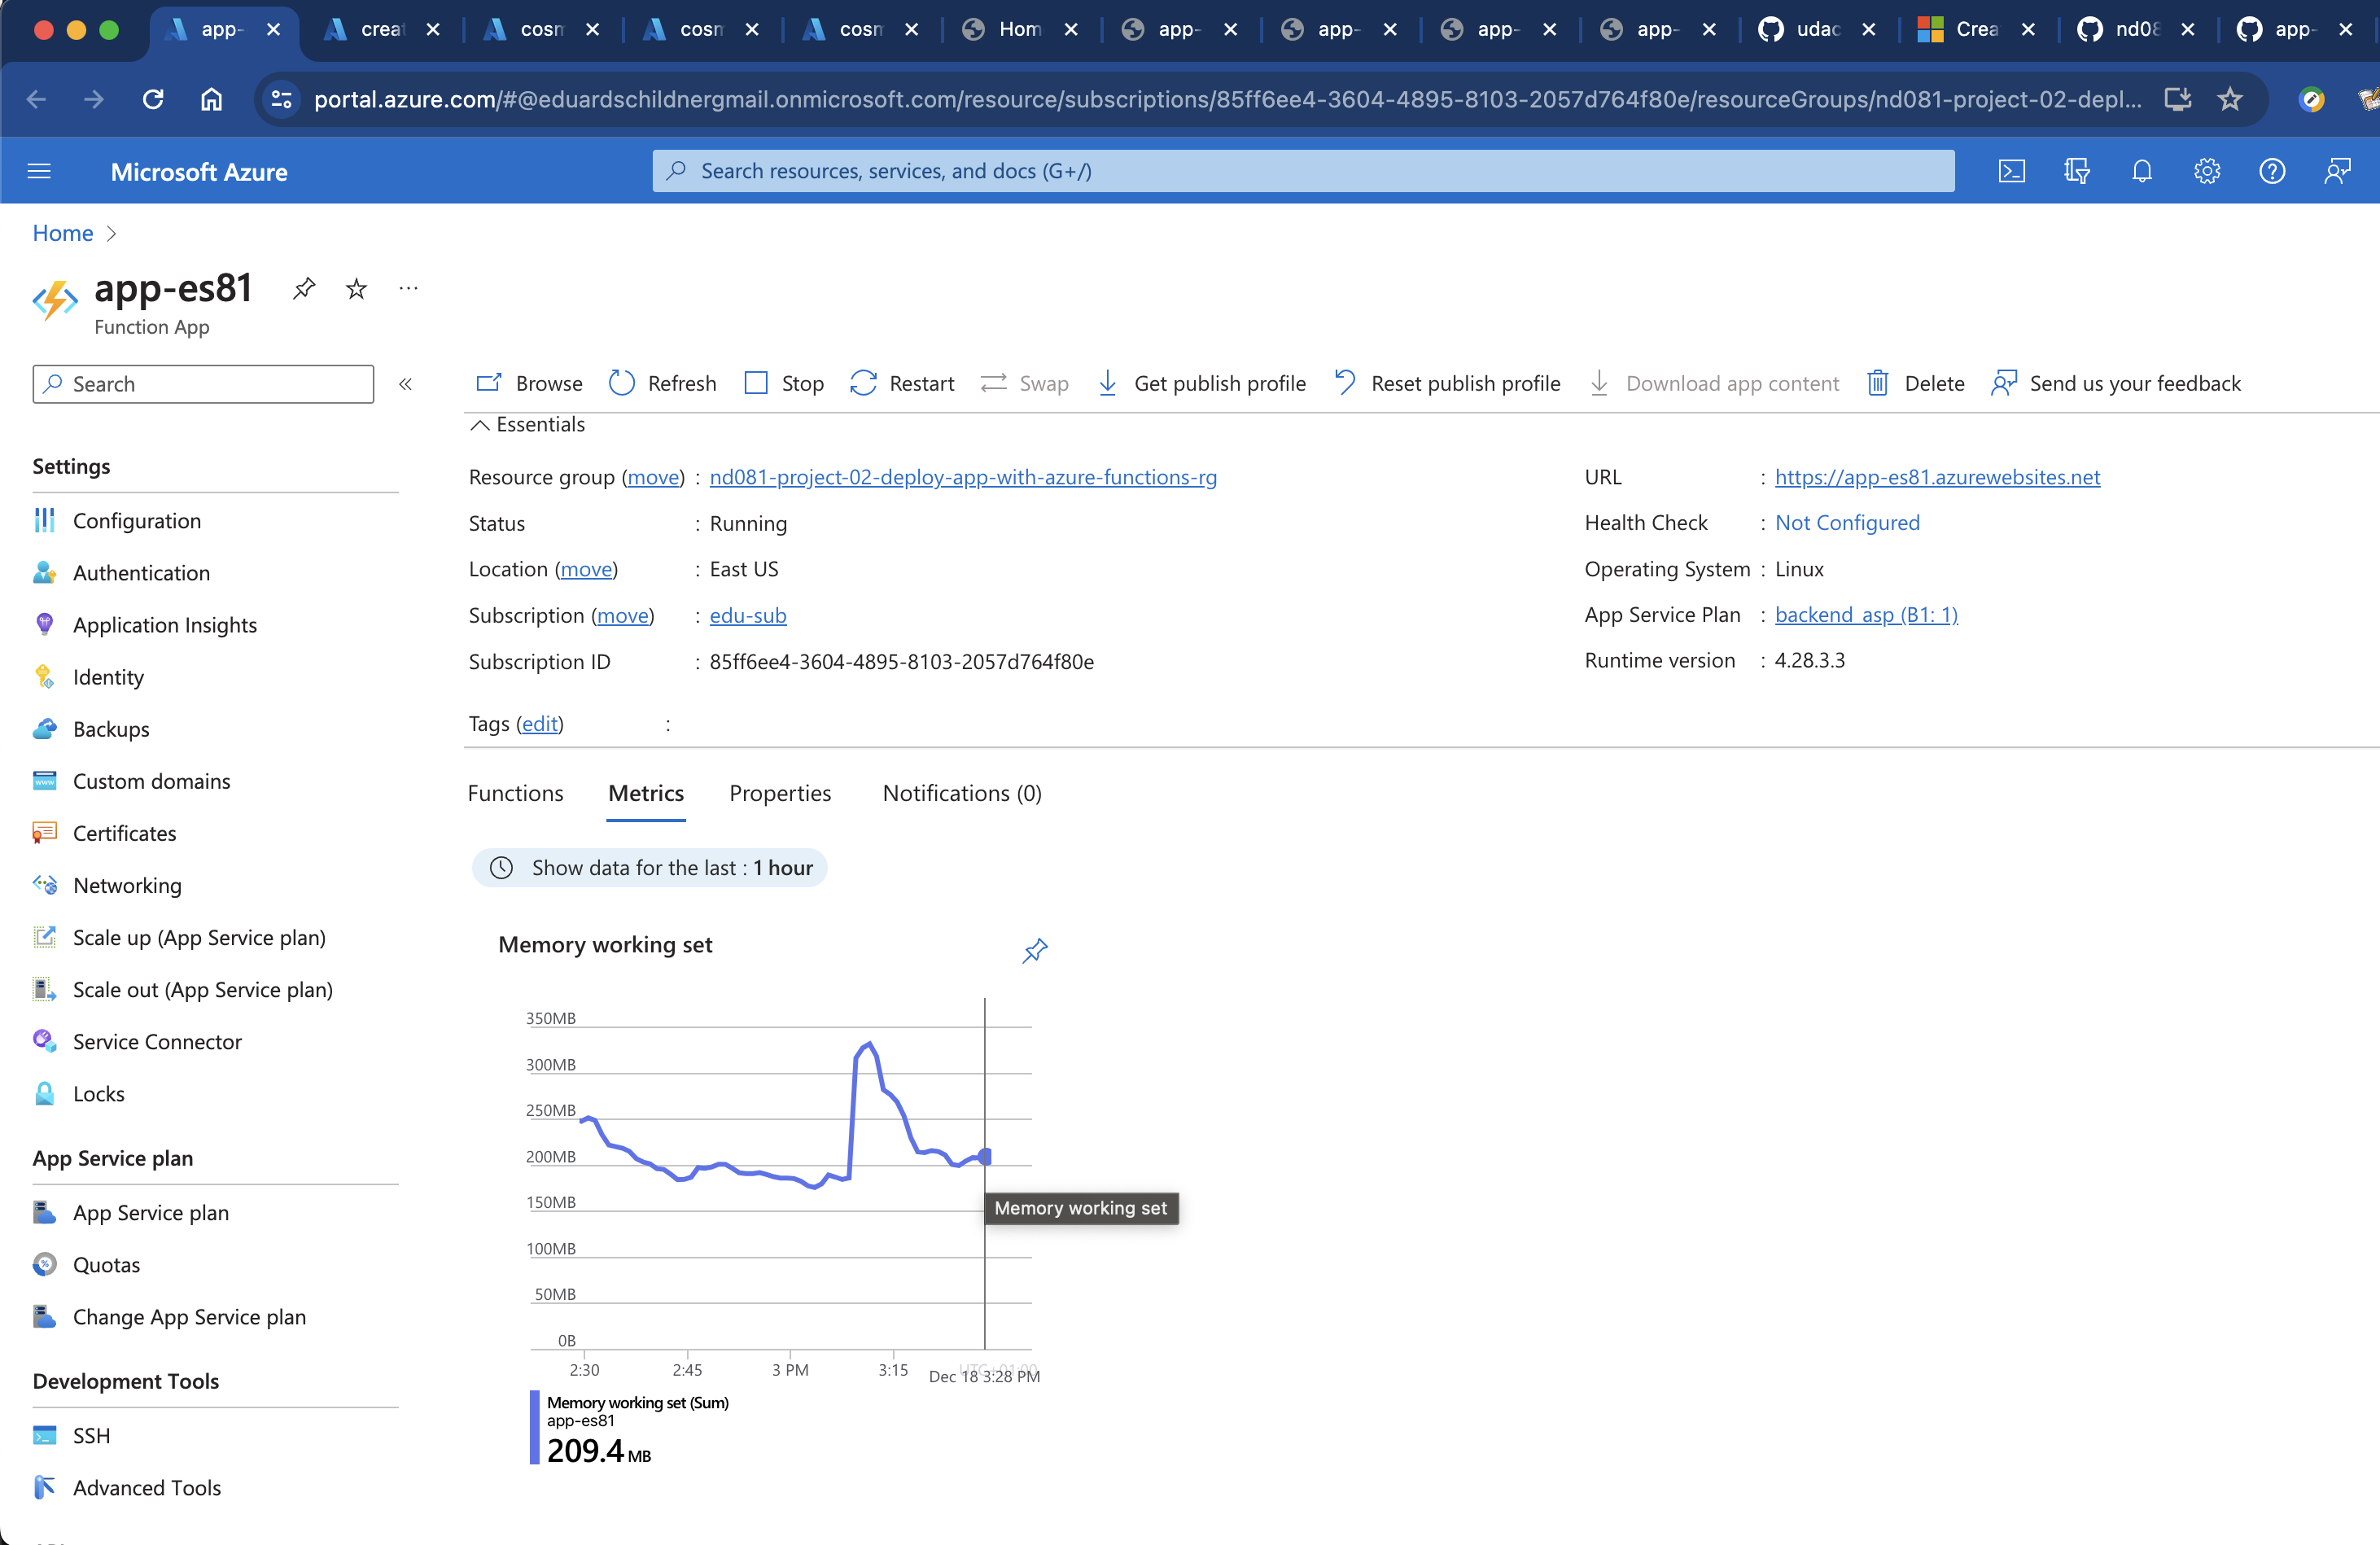 app-
creat
cosm
cosm
cosm
Hom
app-
app-
app-
app-
udac
Crea
nd08
app-
portal.azure.com/#@eduardschildnergmail.onmicrosoft.com/resource/subscriptions/85ff6ee4-3604-4895-8103-2057d764f80e/resourceGroups/nd081-project-02-depl...
Microsoft Azure
Search resources, services, and docs (G+/)
Home
app-es81
Function App
Search
Browse
Refresh
Stop
Restart
Swap
Get publish profile
Reset publish profile
Download app content
Delete
Send us your feedback
Essentials
Resource group (move) : nd081-project-02-deploy-app-with-azure-functions-rg
Status : Running
Location (move) : East US
Subscription (move) : edu-sub
Subscription ID : 85ff6ee4-3604-4895-8103-2057d764f80e
Tags (edit) :
URL : https://app-es81.azurewebsites.net
Health Check : Not Configured
Operating System : Linux
App Service Plan : backend_asp (B1: 1)
Runtime version : 4.28.3.3
Settings
Configuration
Authentication
Application Insights
Identity
Backups
Custom domains
Certificates
Networking
Scale up (App Service plan)
Scale out (App Service plan)
Service Connector
Locks
App Service plan
App Service plan
Quotas
Change App Service plan
Development Tools
SSH
Advanced Tools
Functions
Metrics
Properties
Notifications (0)
Show data for the last : 1 hour
Memory working set
350MB
300MB
250MB
200MB
150MB
100MB
50MB
0B
Memory working set
2:30
2:45
3 PM
3:15
UTC+01:00
Dec 18 3:28 PM
Memory working set (Sum)
app-es81
209.4 MB